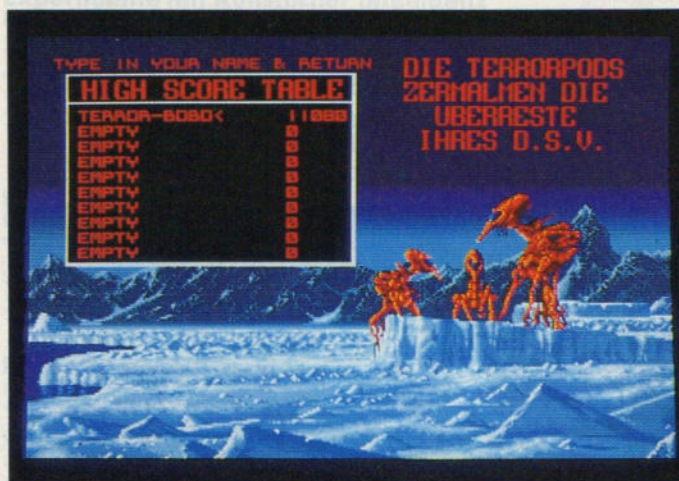 TYPE IN YOUR NAME & RETURN
HIGH SCORE TABLE
TERROR-BOBO< 11080
EMPTY 0
EMPTY 0
EMPTY 0
EMPTY 0
EMPTY 0
EMPTY 0
EMPTY 0
EMPTY 0
EMPTY 0
DIE TERRORPODS
ZERMALMEN DIE
UBERRESTE
IHRES D.S.V.